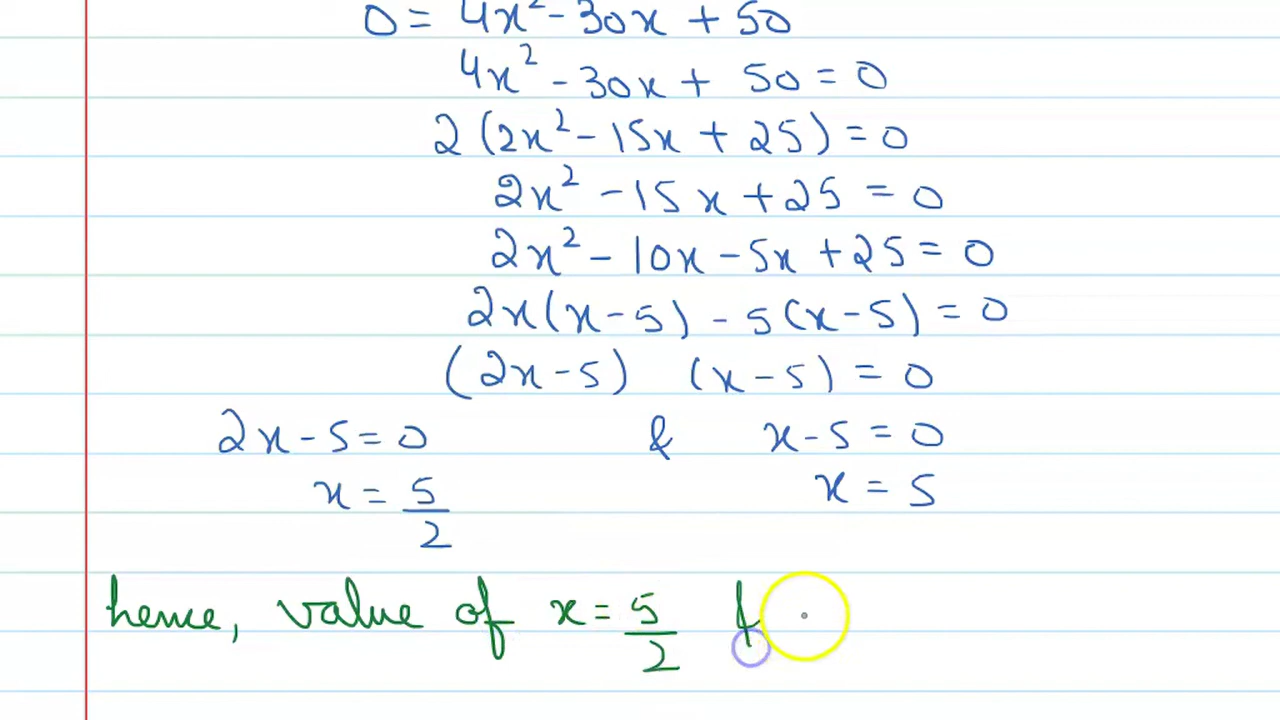 0 = 4x² - 30x + 50
4x² - 30x + 50 = 0
2 (2x² - 15x + 25) = 0
2x² - 15x + 25 = 0
2x² - 10x - 5x + 25 = 0
2x(x - 5) - 5(x - 5) = 0
(2x - 5) (x - 5) = 0
2x - 5 = 0 & x - 5 = 0
x = 5/2 x = 5
hence, value of x = 5/2